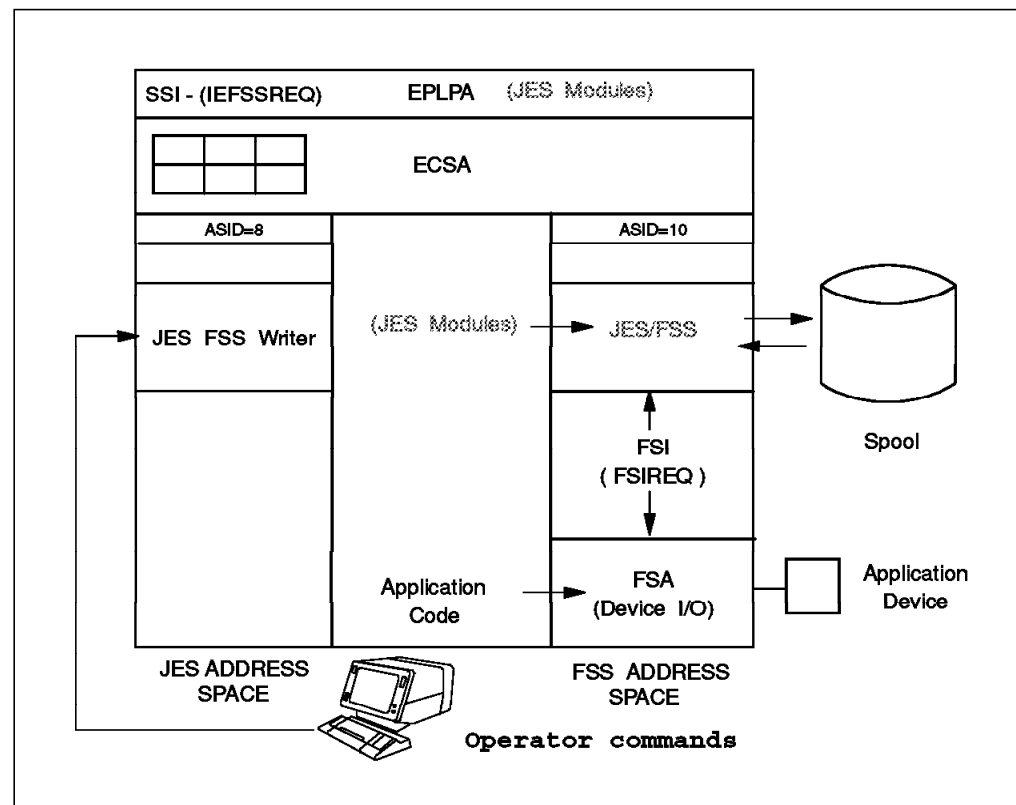 SSI - (IEFSSREQ) EPLPA (JES Modules)
ECSA
ASID=8 ASID=10
JES FSS Writer (JES Modules) JES/FSS
Spool
FSI
( FSIREQ )
Application
Code
FSA
(Device I/O)
Application
Device
JES ADDRESS
SPACE
FSS ADDRESS
SPACE
Operator commands